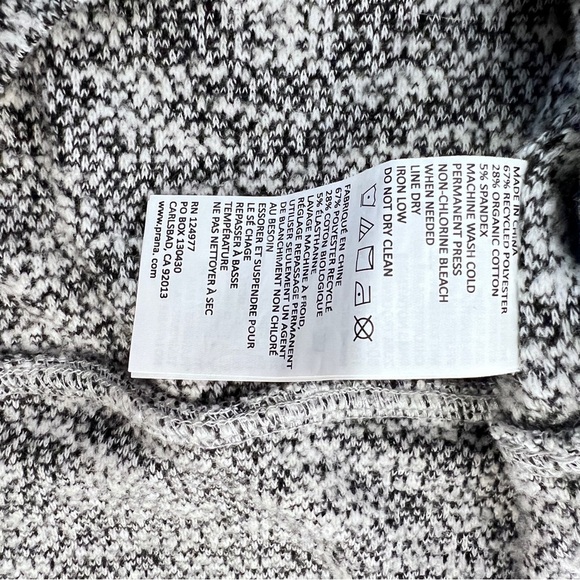 MADE IN CHINA
67% RECYCLED POLYESTER
28% ORGANIC COTTON
5% SPANDEX
MACHINE WASH COLD
PERMANENT PRESS
NON-CHLORINE BLEACH
WHEN NEEDED
LINE DRY
IRON LOW
DO NOT DRY CLEAN
FABRIQUÉ EN CHINE
67% POLYESTER RECYCLÉ
28% COTON BIOLOGIQUE
5% ÉLASTHANNE
LAVAGE MACHINE À FROID,
RÉGLAGE REPASSAGE PERMANENT
UTILISER SEULEMENT UN AGENT
DE BLANCHIMENT NON CHLORÉ
AU BESOIN
ESSORER ET SUSPENDRE POUR
LE SÉCHAGE
REPASSER À BASSE
TEMPÉRATURE
NE PAS NETTOYER À SEC
RN 124977
PO BOX 130430
CARLSBAD, CA 92013
www.prana.com